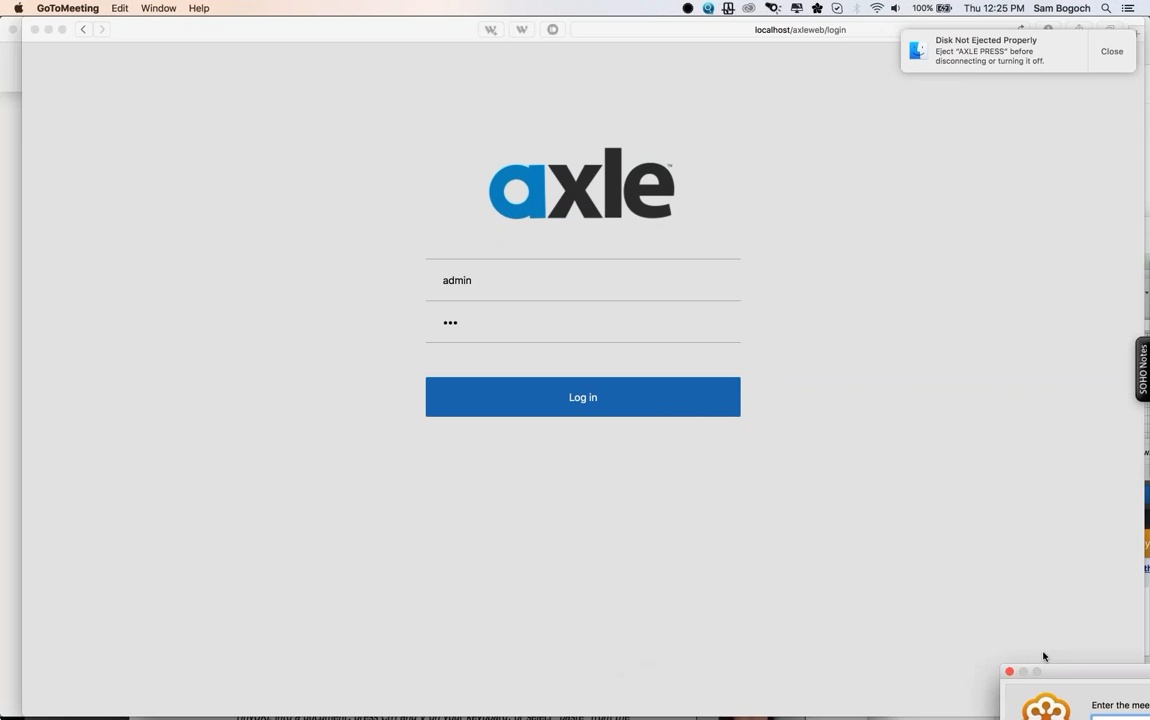 GoToMeeting Edit Window Help
100% Thu 12:25 PM Sam Bogoch
localhost/axleweb/login
Disk Not Ejected Properly
Eject "AXLE PRESS" before
disconnecting or turning it off.
Close
axle™
admin
•••
Log in
SOHO Notes
Enter the mee